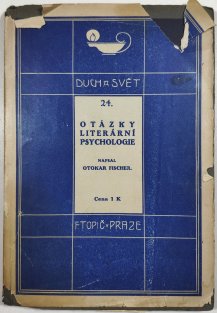 DUCH A SVĚT
24.
OTÁZKY
LITERÁRNÍ
PSYCHOLOGIE
NAPSAL
OTOKAR FISCHER.
Cena 1 K
F. TOPIČ V PRAZE